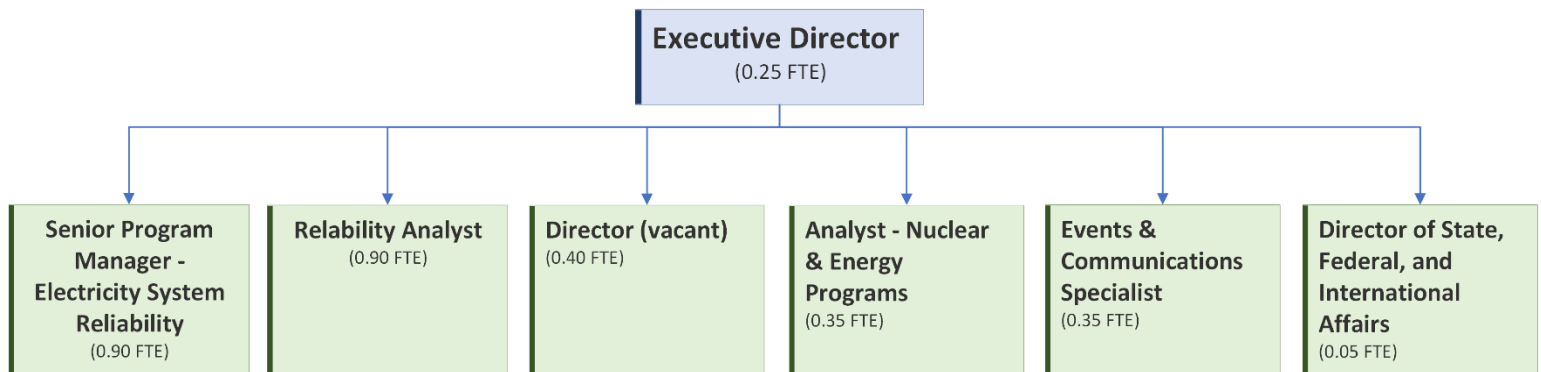 Executive Director
(0.25 FTE)
Senior Program
Manager -
Electricity System
Reliability
(0.90 FTE)
Relability Analyst
(0.90 FTE)
Director (vacant)
(0.40 FTE)
Analyst - Nuclear
& Energy
Programs
(0.35 FTE)
Events &
Communications
Specialist
(0.35 FTE)
Director of State,
Federal, and
International
Affairs
(0.05 FTE)